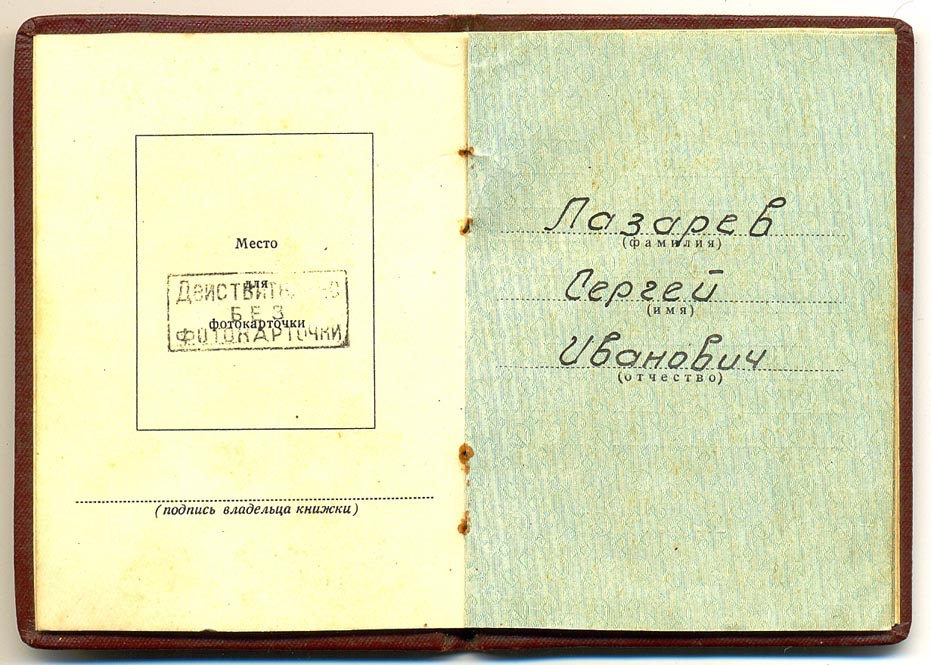 Место
для
фотокарточки
Действительно
БЕЗ
ФОТОКАРТОЧКИ
(подпись владельца книжки)
Лазарев
(фамилия)
Сергей
(имя)
Иванович
(отчество)